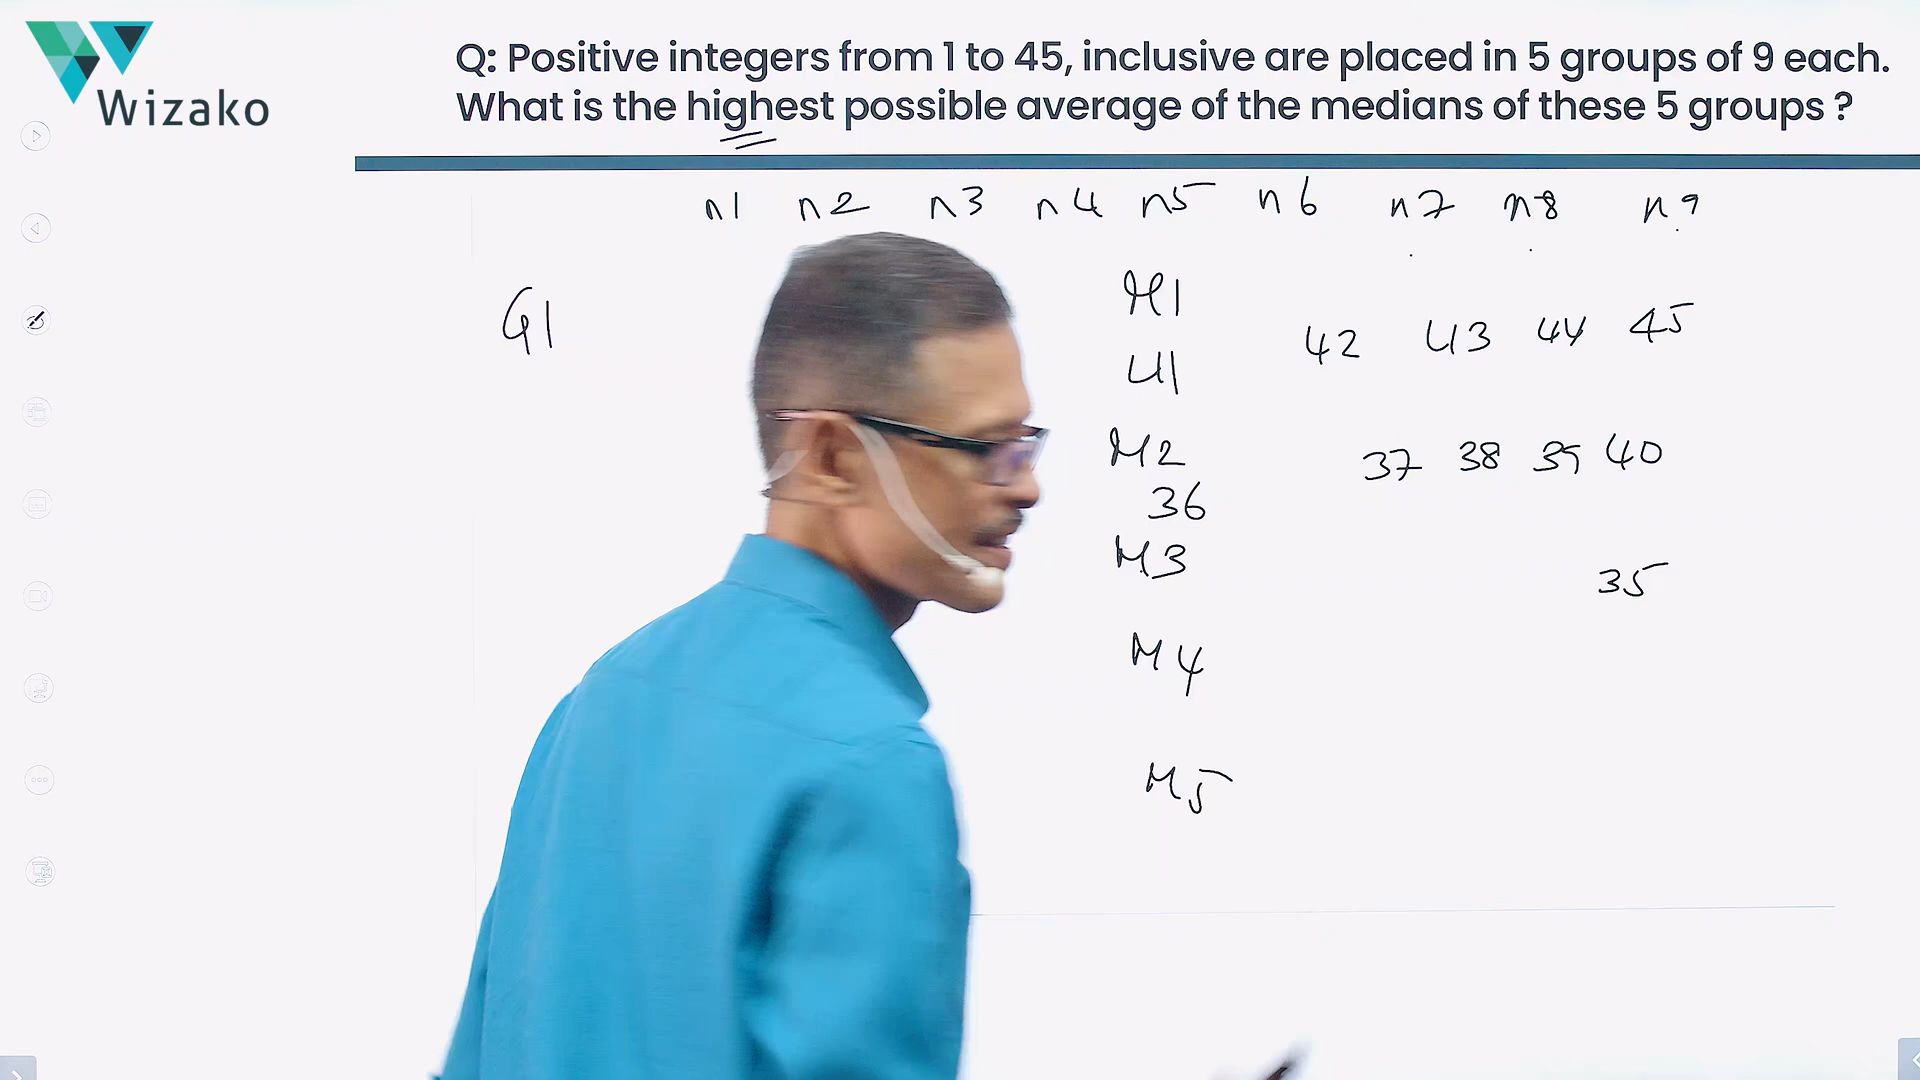 Wizako
Q: Positive integers from 1 to 45, inclusive are placed in 5 groups of 9 each.
What is the highest possible average of the medians of these 5 groups ?
n1 n2 n3 n4 n5 n6 n7 n8 n9
G1 M1
41 42 43 44 45
M2 37 38 39 40
36
M3 35
M4
M5